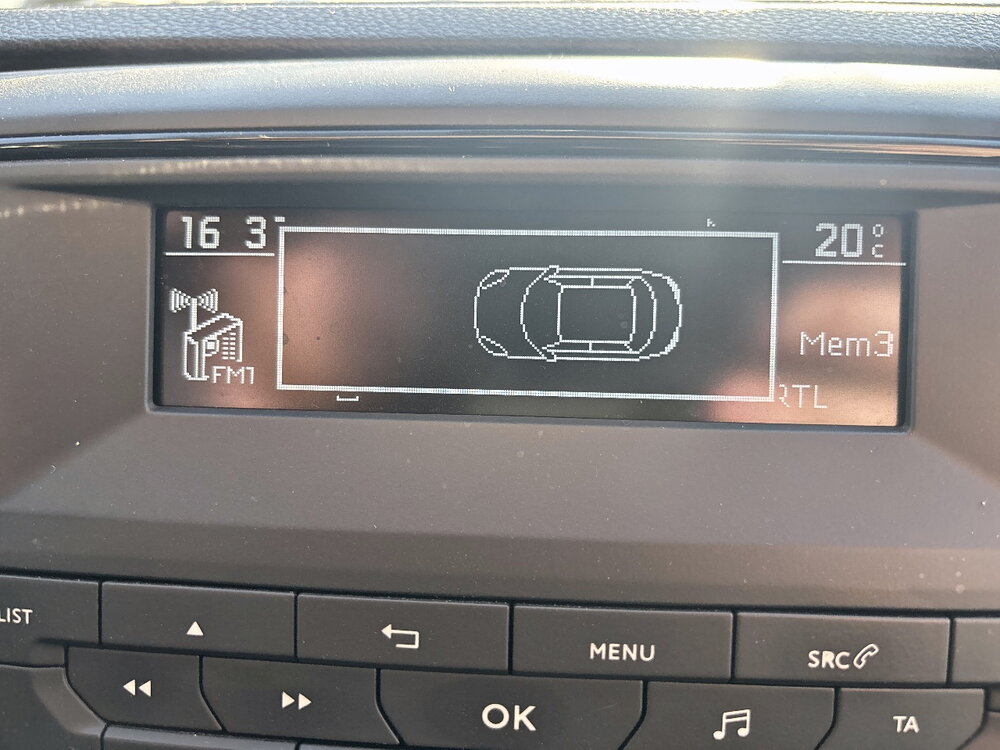 16 3
20 °C
FM1
Mem3
RTL
LIST
MENU
SRC
OK
TA